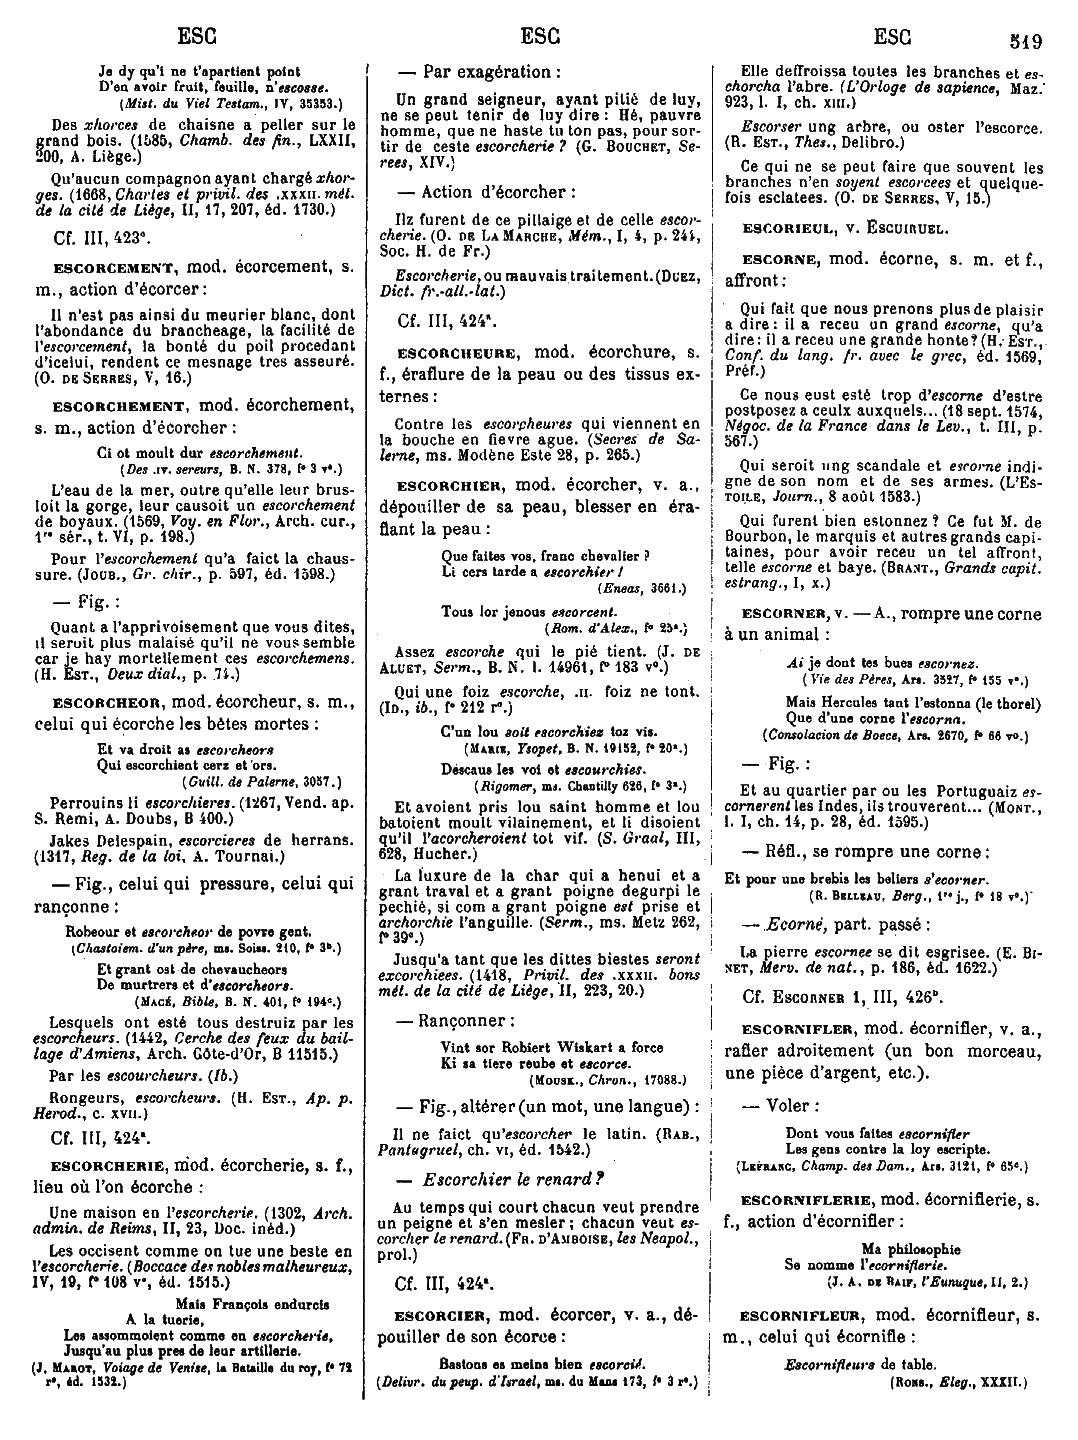 ESC
ESC
ESC
519
Je dy qu'i ne t'apartient point
D'en avoir fruit, feuille, n'escosse.
(Mist. du Viel Testam., IV, 35353.)
Des xhorces de chaisne a peller sur le
grand bois. (1585, Chamb. des fin., LXXII,
200, A. Liège.)
Qu'aucun compagnon ayant chargé xhor-
ges. (1668, Chartes et privil. des .XXXII. mét.
de la cité de Liège, II, 17, 207, éd. 1730.)
Cf. III, 423c.
ESCORCEMENT, mod. écorcement, s.
m., action d'écorcer :
Il n'est pas ainsi du meurier blanc, dont
l'abondance du brancheage, la facilité de
l'escorcement, la bonté du poil procedant
d'icelui, rendent ce mesnage tres asseuré.
(O. DE SERRES, V, 16.)
ESCORCHEMENT, mod. écorchement,
s. m., action d'écorcher :
Ci ot moult dur escorchement.
(Des .IV. sereurs, B. N. 378, f° 3 v°.)
L'eau de la mer, outre qu'elle leur brus-
loit la gorge, leur causoit un escorchement
de boyaux. (1569, Voy. en Flor., Arch. cur.,
1re sér., t. VI, p. 198.)
Pour l'escorchement qu'a faict la chaus-
sure. (JOUB., Gr. chir., p. 597, éd. 1598.)
— Fig. :
Quant a l'apprivoisement que vous dites,
il seroit plus malaisé qu'il ne vous semble
car je hay mortellement ces escorchemens.
(H. EST., Deux dial., p. 74.)
ESCORCHEOR, mod. écorcheur, s. m.,
celui qui écorche les bêtes mortes :
Et va droit as escorcheors
Qui escorchient cerz et ors.
(Guill. de Palerne, 3057.)
Perrouins li escorchieres. (1267, Vend. ap.
S. Remi, A. Doubs, B 400.)
Jakes Delespain, escorcieres de herrans.
(1317, Reg. de la loi, A. Tournai.)
— Fig., celui qui pressure, celui qui
rançonne :
Robeour et escorcheor de povre gent.
(Chastoiem. d'un père, ms. Soiss. 210, f° 3b.)
Et grant ost de chevaucheors
De murtrers et d'escorcheors.
(MACÉ, Bible, B. N. 401, f° 194c.)
Lesquels ont esté tous destruiz par les
escorcheurs. (1442, Cerche des feux du bail-
lage d'Amiens, Arch. Côte-d'Or, B 11515.)
Par les escourcheurs. (Ib.)
Rongeurs, escorcheurs. (H. EST., Ap. p.
Herod., c. XVII.)
Cf. III, 424a.
ESCORCHERIE, mod. écorcherie, s. f.,
lieu où l'on écorche :
Une maison en l'escorcherie. (1302, Arch.
admin. de Reims, II, 23, Doc. inéd.)
Les occisent comme on tue une beste en
l'escorcherie. (Boccace des nobles malheureux,
IV, 19, f° 108 v°, éd. 1515.)
Mais François endurcis
A la tuerie,
Les assommoient comme en escorcherie,
Jusqu'au plus pres de leur artillerie.
(J. MAROT, Voiage de Venise, la Bataille du roy, f° 72
r°, éd. 1532.)
— Par exagération :
Un grand seigneur, ayant pitié de luy,
ne se peut tenir de luy dire : Hé, pauvre
homme, que ne haste tu ton pas, pour sor-
tir de ceste escorcherie ? (G. BOUCHET, Se-
rees, XIV.)
— Action d'écorcher :
Ilz furent de ce pillaige et de celle escor-
cherie. (O. DE LA MARCHE, Mém., I, 4, p. 244,
Soc. H. de Fr.)
Escorcherie, ou mauvais traitement. (DUEZ,
Dict. fr.-all.-lat.)
Cf. III, 424a.
ESCORCHEURE, mod. écorchure, s.
f., éraflure de la peau ou des tissus ex-
ternes :
Contre les escorpheures qui viennent en
la bouche en fievre ague. (Secres de Sa-
lerne, ms. Modène Este 28, p. 265.)
ESCORCHIER, mod. écorcher, v. a.,
dépouiller de sa peau, blesser en éra-
flant la peau :
Que faites vos, franc chevalier ?
Li cers tarde a escorchier !
(Eneas, 3661.)
Tous lor jenous escorcent.
(Rom. d'Alex., f° 25a.)
Assez escorche qui le pié tient. (J. DE
ALUET, Serm., B. N. l. 14961, f° 183 v°.)
Qui une foiz escorche, .II. foiz ne tont.
(ID., ib., f° 212 r°.)
C'un lou soit escorchiez toz vis.
(MARIE, Ysopet, B. N. 19152, f° 20a.)
Descaus les voi et escourchies.
(Rigomer, ms. Chantilly 626, f° 3a.)
Et avoient pris lou saint homme et lou
batoient moult vilainement, et li disoient
qu'il l'acorcheroient tot vif. (S. Graal, III,
628, Hucher.)
La luxure de la char qui a henui et a
grant traval et a grant poigne degurpi le
pechié, si com a grant poigne est prise et
archorchie l'anguille. (Serm., ms. Metz 262,
f° 39c.)
Jusqu'a tant que les dittes biestes seront
excorchiees. (1418, Privil. des .XXXII. bons
mét. de la cité de Liège, II, 223, 20.)
— Rançonner :
Vint sor Robiert Wiskart a force
Ki sa tiere reube et escorce.
(MOUSK., Chron., 17088.)
— Fig., altérer (un mot, une langue) :
Il ne faict qu'escorcher le latin. (RAB.,
Pantagruel, ch. VI, éd. 1542.)
— Escorchier le renard ?
Au temps qui court chacun veut prendre
un peigne et s'en mesler ; chacun veut es-
corcher le renard. (FR. D'AMBOISE, les Neapol.,
prol.)
Cf. III, 424a.
ESCORCIER, mod. écorcer, v. a., dé-
pouiller de son écorce :
Bastons es meins bien escorcié.
(Delivr. du peup. d'Israel, ms. du Mans 173, f° 3 r°.)
Elle deffroissa toutes les branches et es-
chorcha l'abre. (L'Orloge de sapience, Maz.
923, l. I, ch. XIII.)
Escorser ung arbre, ou oster l'escorce.
(R. EST., Thes., Delibro.)
Ce qui ne se peut faire que souvent les
branches n'en soyent escorcees et quelque-
fois esclatees. (O. DE SERRES, V, 15.)
ESCORIEUL, v. ESCUIRUEL.
ESCORNE, mod. écorne, s. m. et f.,
affront :
Qui fait que nous prenons plus de plaisir
a dire : il a receu un grand escorne, qu'a
dire : il a receu une grande honte ? (H. EST.,
Conf. du lang. fr. avec le grec, éd. 1569,
Préf.)
Ce nous eust esté trop d'escorne d'estre
postposez a ceulx auxquels... (18 sept. 1574,
Négoc. de la France dans le Lev., t. III, p.
567.)
Qui seroit ung scandale et escorne indi-
gne de son nom et de ses armes. (L'ES-
TOILE, Journ., 8 août 1583.)
Qui furent bien estonnez ? Ce fut M. de
Bourbon, le marquis et autres grands capi-
taines, pour avoir receu un tel affront,
telle escorne et baye. (BRANT., Grands capit.
estrang., I, X.)
ESCORNER, v. — A., rompre une corne
à un animal :
Ai je dont tes bues escornez.
(Vie des Pères, Ars. 3527, f° 155 v°.)
Mais Hercules tant l'estonna (le thorel)
Que d'une corne l'escorna.
(Consolacion de Boece, Ars. 2670, f° 66 vo.)
— Fig. :
Et au quartier par ou les Portuguaiz es-
cornerent les Indes, ils trouverent... (MONT.,
l. I, ch. 14, p. 28, éd. 1595.)
— Réfl., se rompre une corne :
Et pour une brebis les beliers s'ecorner.
(R. BELLEAU, Berg., 1re j., f° 18 v°.)
— Ecorné, part. passé :
La pierre escornee se dit esgrisee. (E. BI-
NET, Merv. de nat., p. 186, éd. 1622.)
Cf. ESCORNER 1, III, 426b.
ESCORNIFLER, mod. écornifler, v. a.,
rafler adroitement (un bon morceau,
une pièce d'argent, etc.).
— Voler :
Dont vous faites escornifler
Les gens contre la loy escripte.
(LEFRANC, Champ. des Dam., Ars. 3121, f° 65c.)
ESCORNIFLERIE, mod. écorniflerie, s.
f., action d'écornifler :
Ma philosophie
Se nomme l'ecorniflerie.
(J. A. DE BAIF, l'Eunuque, II, 2.)
ESCORNIFLEUR, mod. écornifleur, s.
m., celui qui écornifle :
Escornifleurs de table.
(RONS., Eleg., XXXII.)